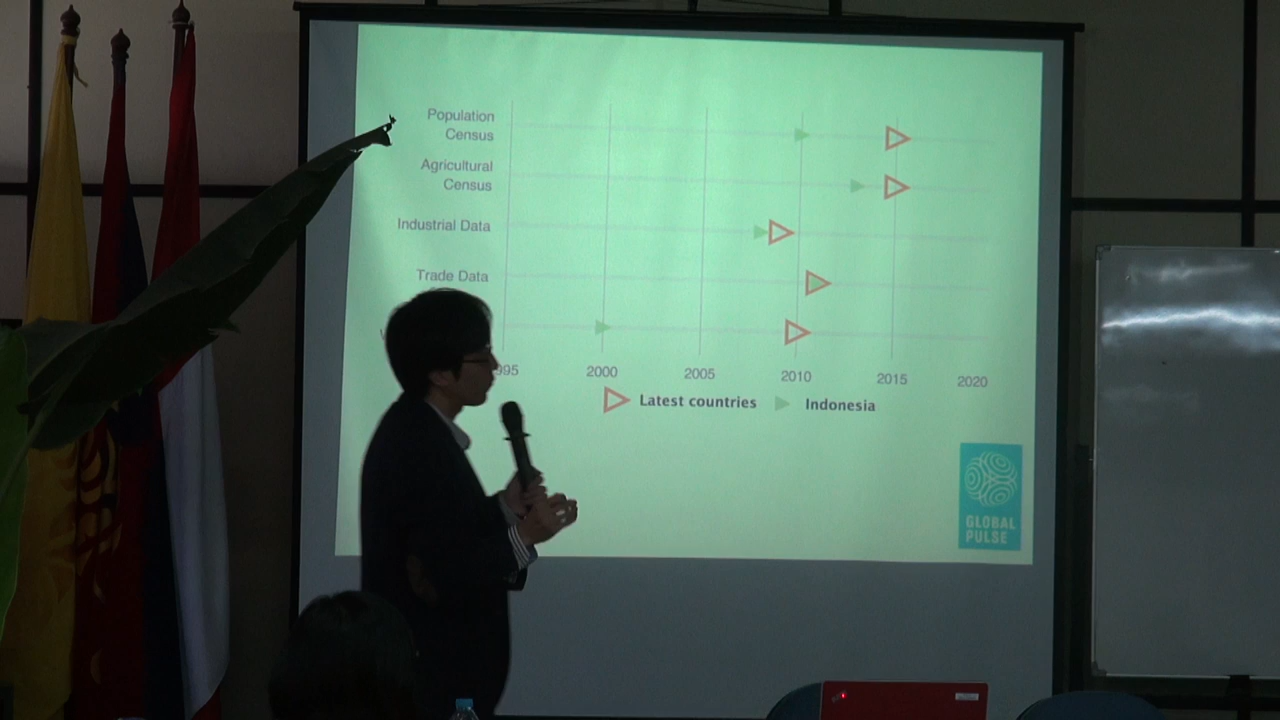 Population
Census
Agricultural
Census
Industrial Data
Trade Data
995
2000
2005
2010
2015
2020
Latest countries
Indonesia
GLOBAL
PULSE